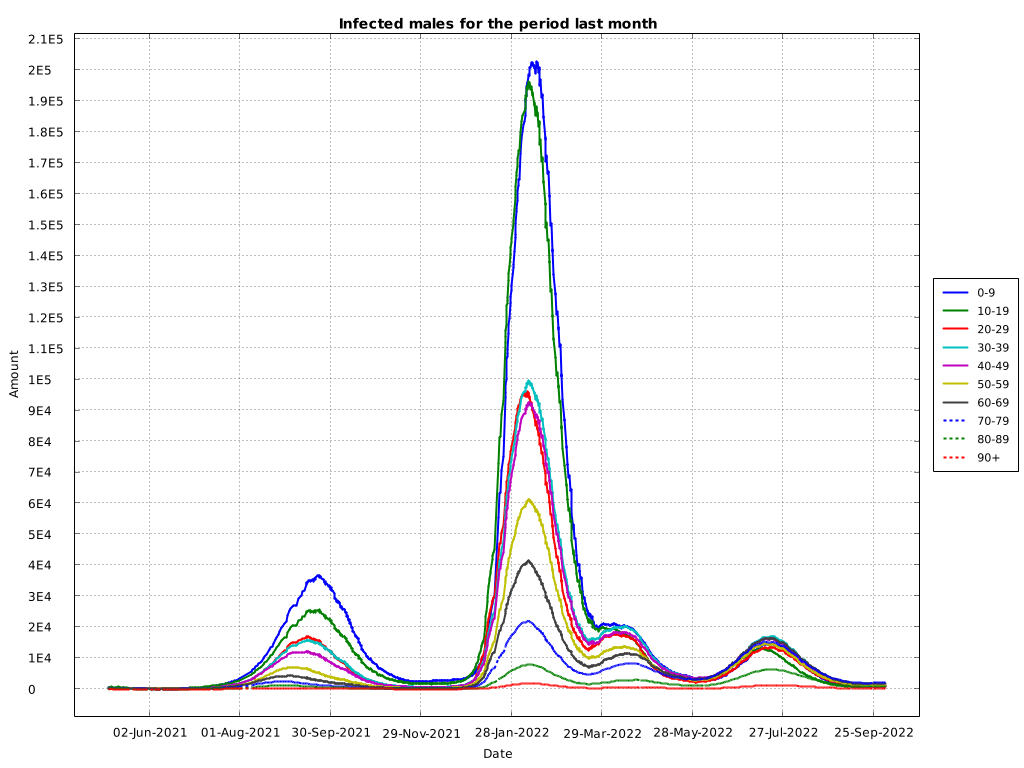 Infected males for the period last month
2.1E5
2E5
1.9E5
1.8E5
1.7E5
1.6E5
1.5E5
1.4E5
1.3E5
1.2E5
1.1E5
1E5
9E4
8E4
7E4
6E4
5E4
4E4
3E4
2E4
1E4
0
Amount
02-Jun-2021 01-Aug-2021 30-Sep-2021 29-Nov-2021 28-Jan-2022 29-Mar-2022 28-May-2022 27-Jul-2022 25-Sep-2022
Date
0-9
10-19
20-29
30-39
40-49
50-59
60-69
70-79
80-89
90+